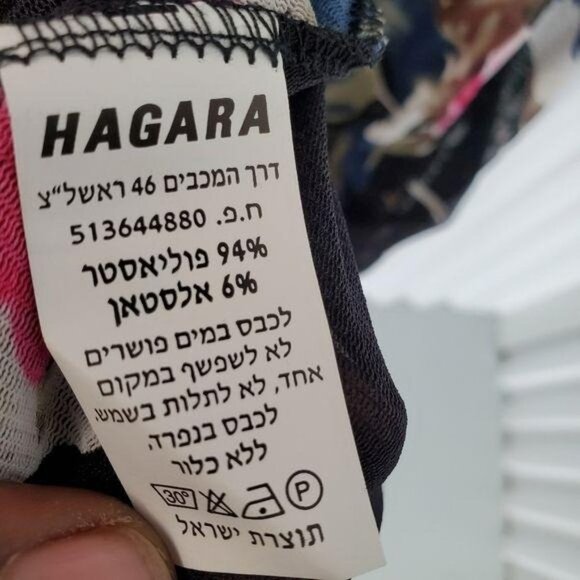 HAGARA
דרך המכבים 46 ראשל״צ
ח.פ. 513644880
94% פוליאסטר
6% אלסטאן
לכבס במים פושרים
לא לשפשף במקום
אחד, לא לתלות בשמש.
לכבס בנפרד.
ללא כלור
30° P
תוצרת ישראל